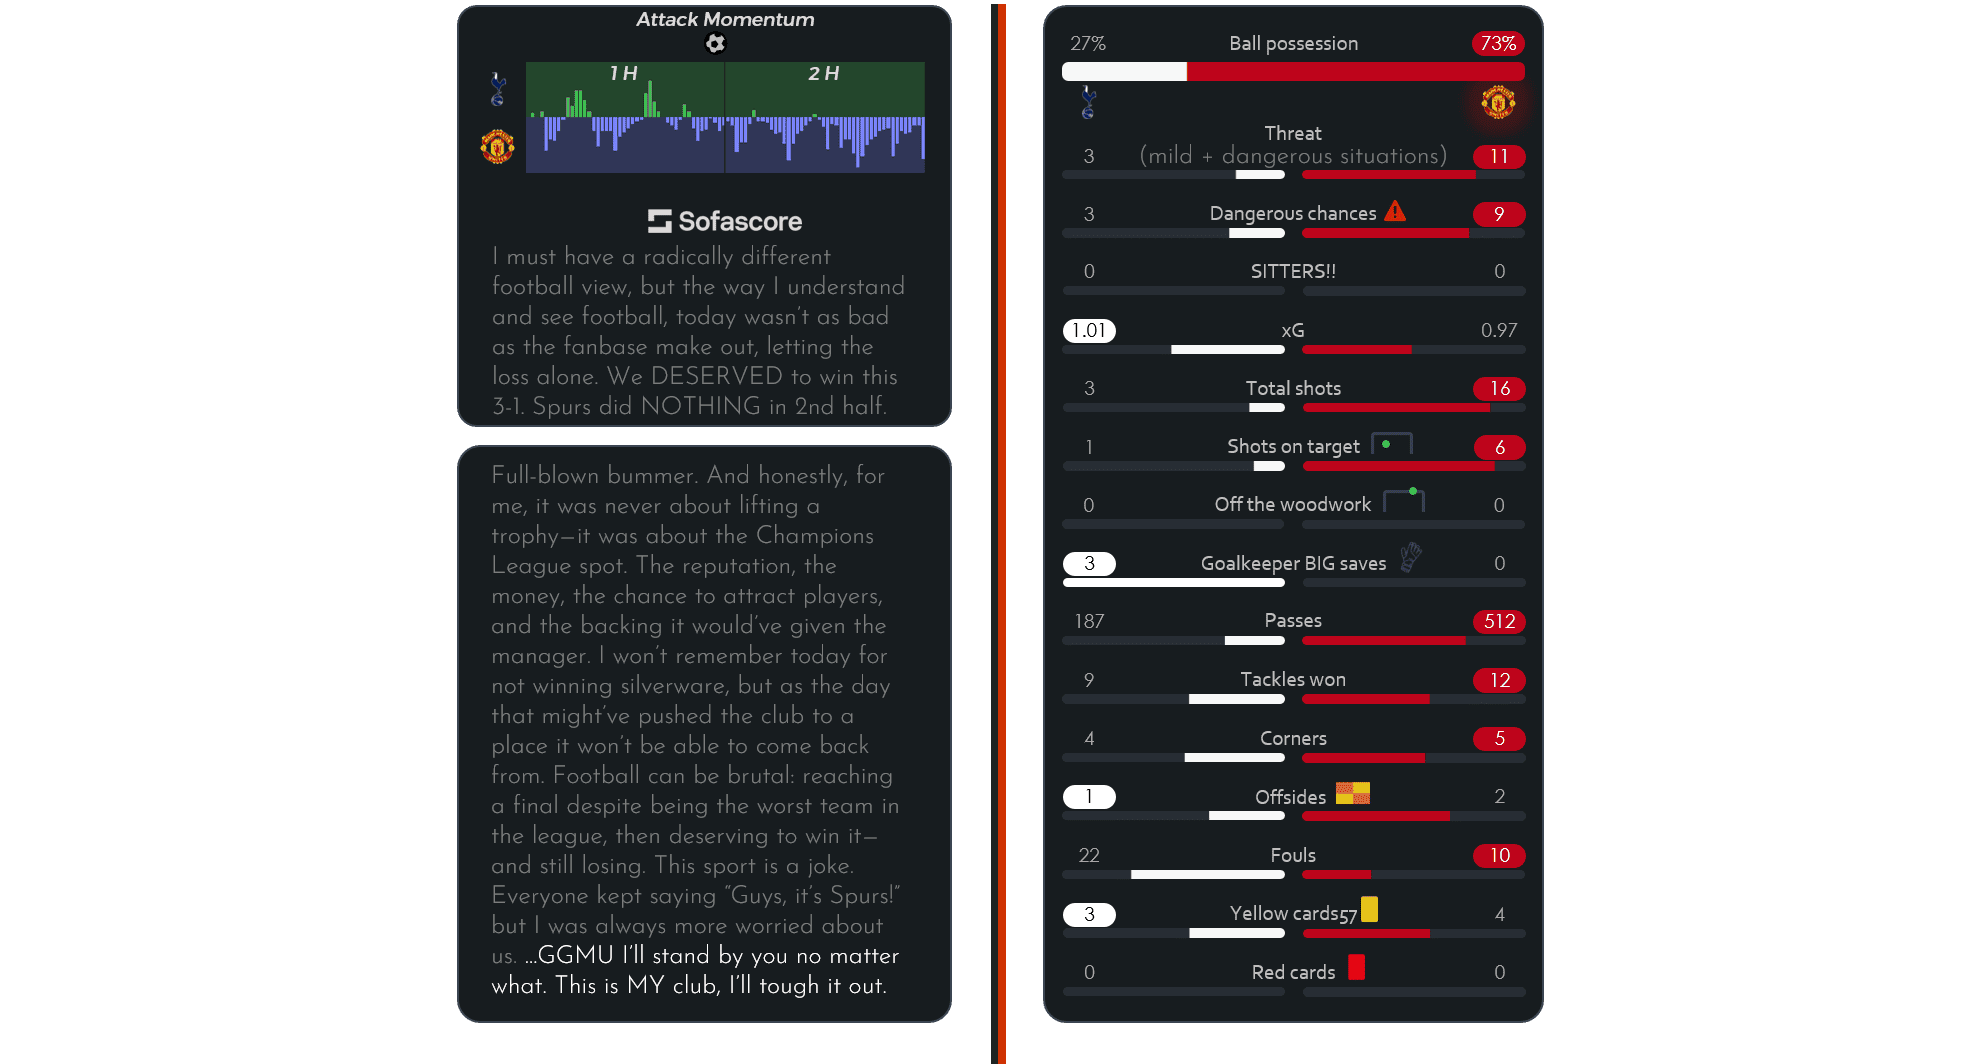 Attack Momentum
1 H
2 H
Sofascore
I must have a radically different
football view, but the way I understand
and see football, today wasn't as bad
as the fanbase make out, letting the
loss alone. We DESERVED to win this
3-1. Spurs did NOTHING in 2nd half.
Full-blown bummer. And honestly, for
me, it was never about lifting a
trophy—it was about the Champions
League spot. The reputation, the
money, the chance to attract players,
and the backing it would've given the
manager. I won't remember today for
not winning silverware, but as the day
that might've pushed the club to a
place it won't be able to come back
from. Football can be brutal: reaching
a final despite being the worst team in
the league, then deserving to win it—
and still losing. This sport is a joke.
Everyone kept saying “Guys, it's Spurs!”
but I was always more worried about
us. ...GGMU I'll stand by you no matter
what. This is MY club, I'll tough it out.
27% Ball possession 73%
Threat
3 (mild + dangerous situations) 11
3 Dangerous chances 9
0 SITTERS!! 0
1.01 xG 0.97
3 Total shots 16
1 Shots on target 6
0 Off the woodwork 0
3 Goalkeeper BIG saves 0
187 Passes 512
9 Tackles won 12
4 Corners 5
1 Offsides 2
22 Fouls 10
3 Yellow cards57 4
0 Red cards 0